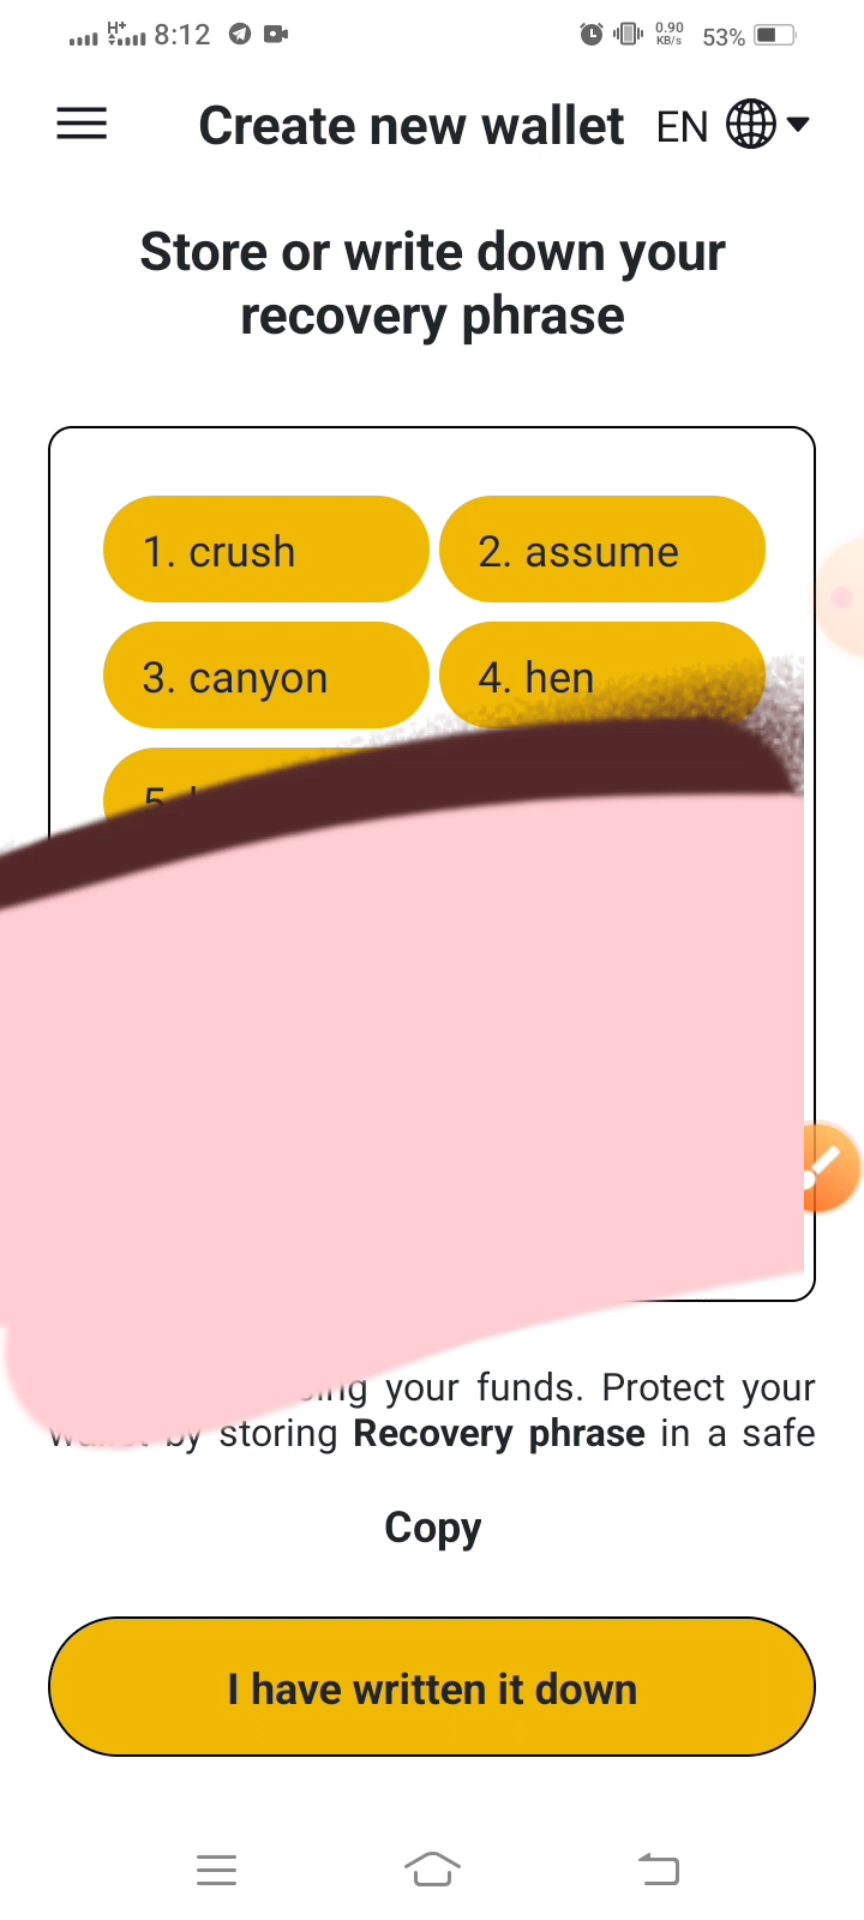 H+ 8:12 0.90 KB/s 53%
Create new wallet EN
Store or write down your
recovery phrase
1. crush 2. assume
3. canyon 4. hen
5.
your funds. Protect your
by storing Recovery phrase in a safe
Copy
I have written it down